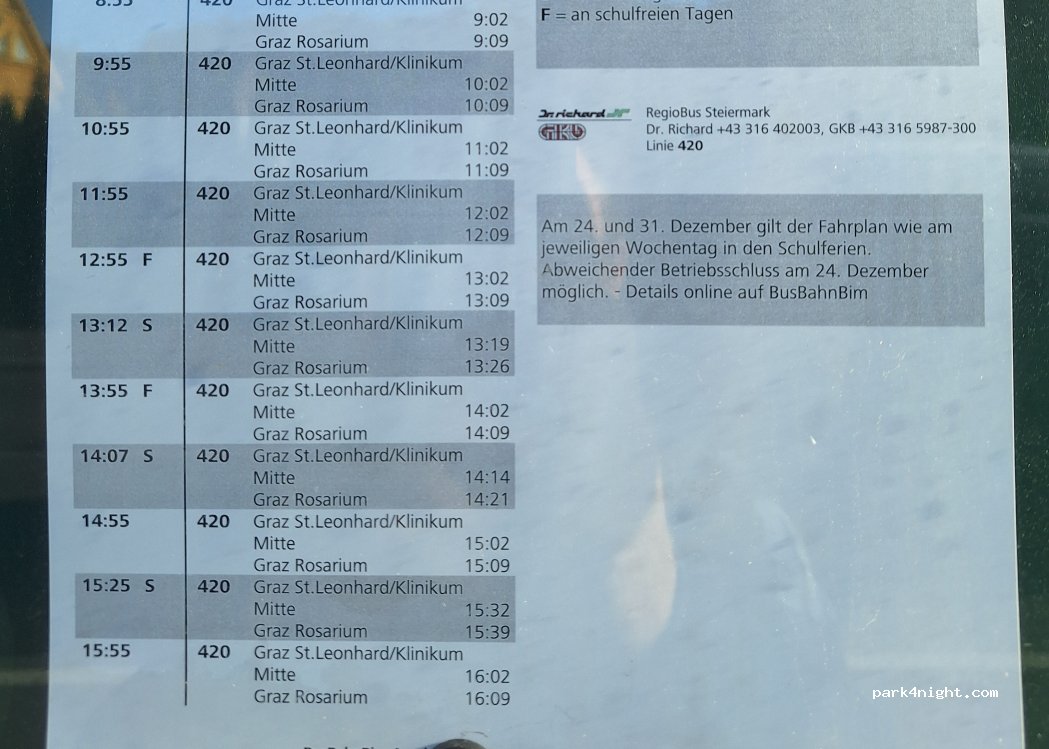 8:55 420 Graz St.Leonhard/Klinikum
Mitte 9:02
Graz Rosarium 9:09
9:55 420 Graz St.Leonhard/Klinikum
Mitte 10:02
Graz Rosarium 10:09
10:55 420 Graz St.Leonhard/Klinikum
Mitte 11:02
Graz Rosarium 11:09
11:55 420 Graz St.Leonhard/Klinikum
Mitte 12:02
Graz Rosarium 12:09
12:55 F 420 Graz St.Leonhard/Klinikum
Mitte 13:02
Graz Rosarium 13:09
13:12 S 420 Graz St.Leonhard/Klinikum
Mitte 13:19
Graz Rosarium 13:26
13:55 F 420 Graz St.Leonhard/Klinikum
Mitte 14:02
Graz Rosarium 14:09
14:07 S 420 Graz St.Leonhard/Klinikum
Mitte 14:14
Graz Rosarium 14:21
14:55 420 Graz St.Leonhard/Klinikum
Mitte 15:02
Graz Rosarium 15:09
15:25 S 420 Graz St.Leonhard/Klinikum
Mitte 15:32
Graz Rosarium 15:39
15:55 420 Graz St.Leonhard/Klinikum
Mitte 16:02
Graz Rosarium 16:09
F = an schulfreien Tagen
Dr. richard
GKB
RegioBus Steiermark
Dr. Richard +43 316 402003, GKB +43 316 5987-300
Linie 420
Am 24. und 31. Dezember gilt der Fahrplan wie am
jeweiligen Wochentag in den Schulferien.
Abweichender Betriebsschluss am 24. Dezember
möglich. - Details online auf BusBahnBim
park4night.com